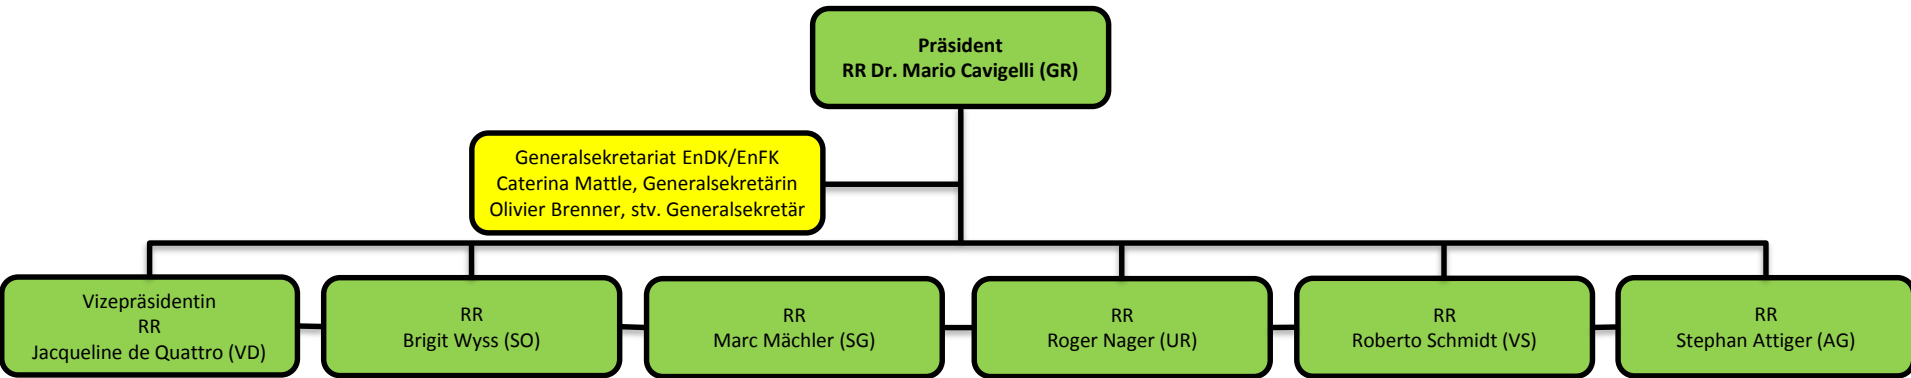 Präsident
RR Dr. Mario Cavigelli (GR)
Generalsekretariat EnDK/EnFK
Caterina Mattle, Generalsekretärin
Olivier Brenner, stv. Generalsekretär
Vizepräsidentin
RR
Jacqueline de Quattro (VD)
RR
Brigit Wyss (SO)
RR
Marc Mächler (SG)
RR
Roger Nager (UR)
RR
Roberto Schmidt (VS)
RR
Stephan Attiger (AG)